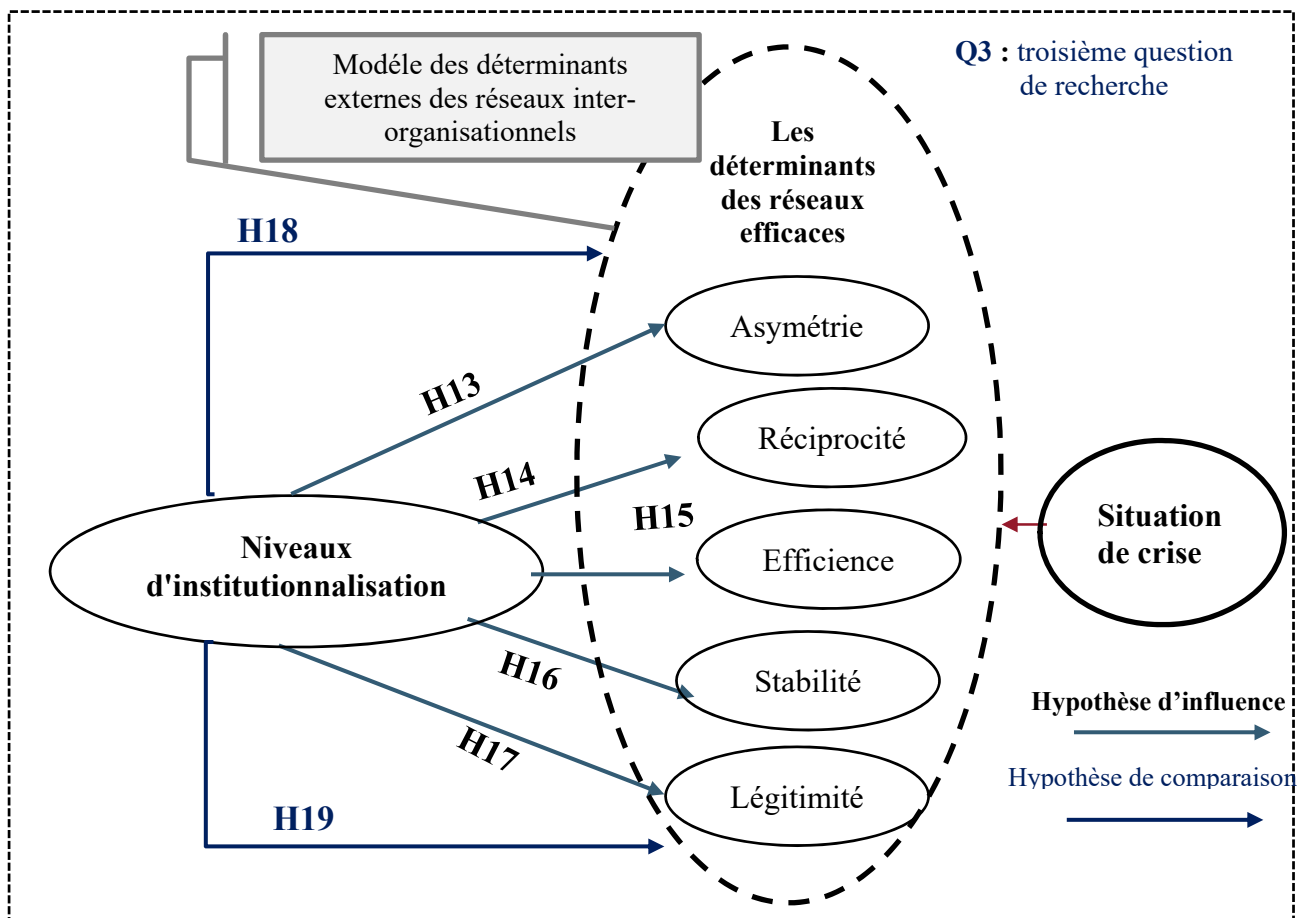 Modéle des déterminants
externes des réseaux inter-
organisationnels
Q3 : troisième question
de recherche
Les
déterminants
des réseaux
efficaces
H18
Asymétrie
H13
Réciprocité
H14
H15
Situation
de crise
Niveaux
d'institutionnalisation
Efficience
H16
Stabilité
Hypothèse d’influence
H17
Hypothèse de comparaison
Légitimité
H19